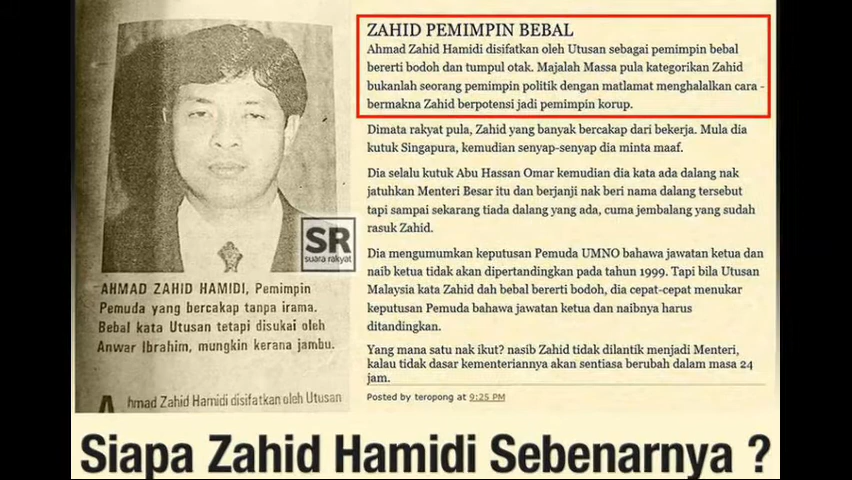 ZAHID PEMIMPIN BEBAL
Ahmad Zahid Hamidi disifatkan oleh Utusan sebagai pemimpin bebal
bererti bodoh dan tumpul otak. Majalah Massa pula kategorikan Zahid
bukanlah seorang pemimpin politik dengan matlamat menghalalkan cara -
bermakna Zahid berpotensi jadi pemimpin korup.
Dimata rakyat pula, Zahid yang banyak bercakap dari bekerja. Mula dia
kutuk Singapura, kemudian senyap-senyap dia minta maaf.
Dia selalu kutuk Abu Hassan Omar kemudian dia kata ada dalang nak
jatuhkan Menteri Besar itu dan berjanji nak beri nama dalang tersebut
tapi sampai sekarang tiada dalang yang ada, cuma jembalang yang sudah
rasuk Zahid.
Dia mengumumkan keputusan Pemuda UMNO bahawa jawatan ketua dan
naib ketua tidak akan dipertandingkan pada tahun 1999. Tapi bila Utusan
Malaysia kata Zahid dah bebal bererti bodoh, dia cepat-cepat menukar
keputusan Pemuda bahawa jawatan ketua dan naibnya harus
ditandingkan.
Yang mana satu nak ikut? nasib Zahid tidak dilantik menjadi Menteri,
kalau tidak dasar kementeriannya akan sentiasa berubah dalam masa 24
jam.
Posted by teropong at 9:25 PM
SR
suara rakyat
AHMAD ZAHID HAMIDI, Pemimpin
Pemuda yang bercakap tanpa irama.
Bebal kata Utusan tetapi disukai oleh
Anwar Ibrahim, mungkin kerana jambu.
Ahmad Zahid Hamidi disifatkan oleh Utusan
Siapa Zahid Hamidi Sebenarnya ?